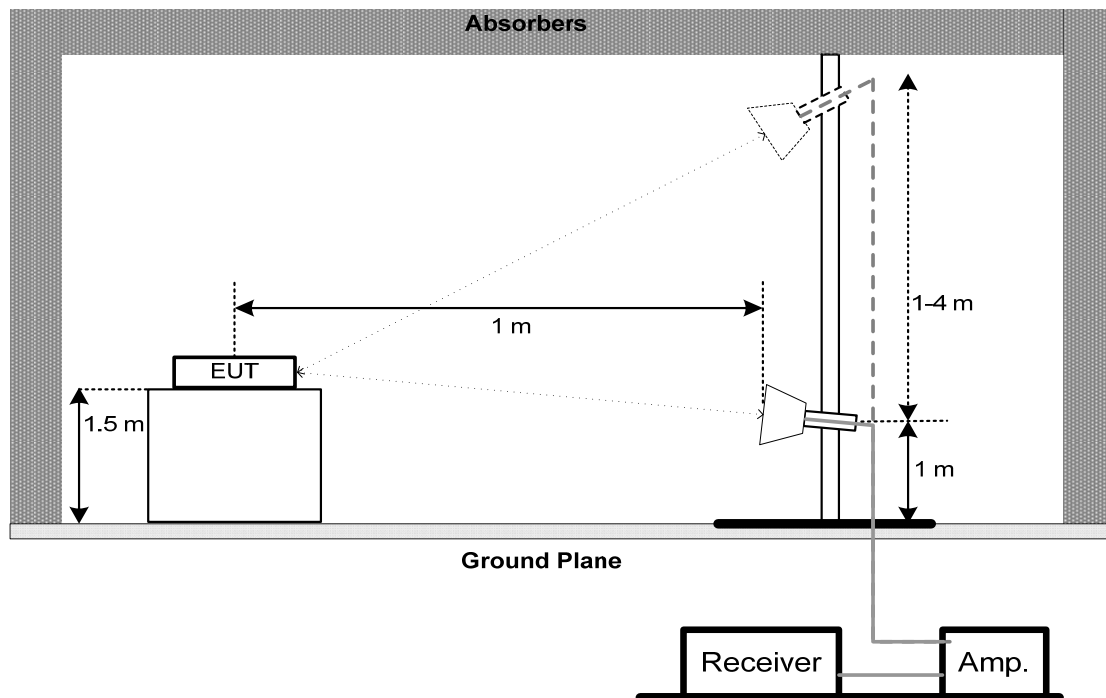 Absorbers
1-4 m
1 m
EUT
1.5 m
1 m
Ground Plane
Receiver
Amp.